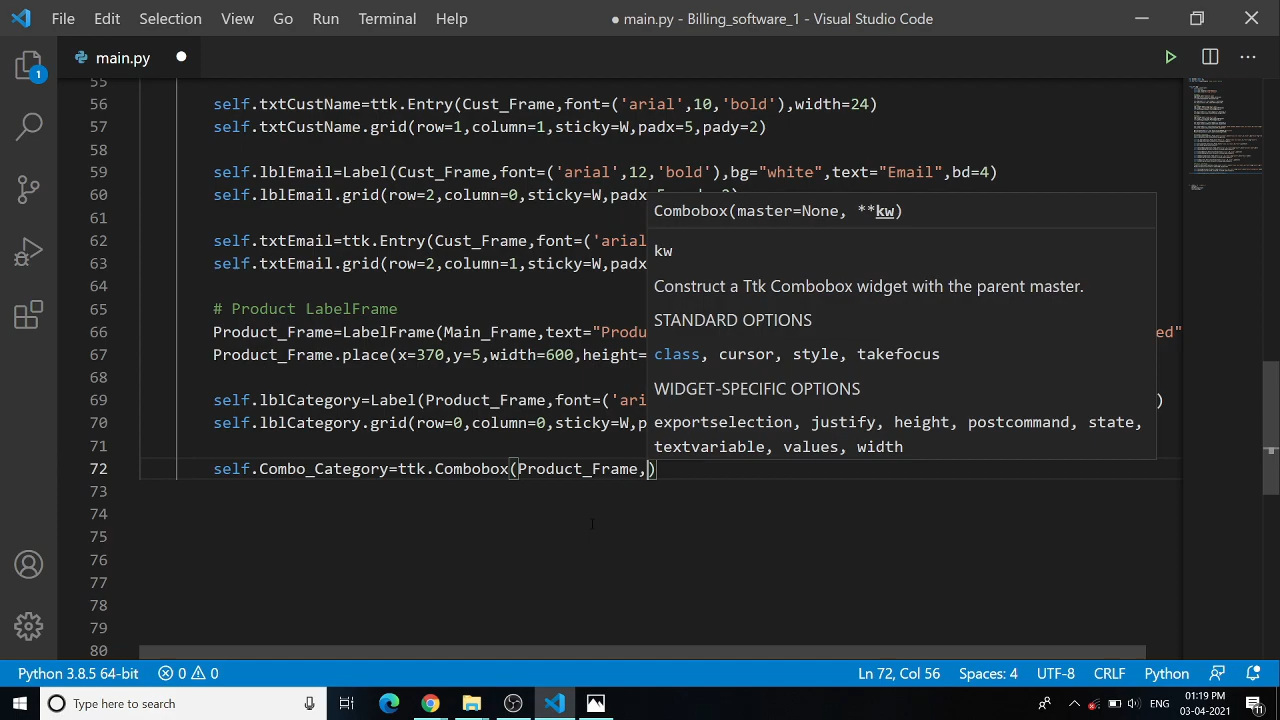 File Edit Selection View Go Run Terminal Help ● main.py - Billing_software_1 - Visual Studio Code
main.py
1
55
56 self.txtCustName=ttk.Entry(Cust_Frame,font=('arial',10,'bold'),width=24)
57 self.txtCustName.grid(row=1,column=1,sticky=W,padx=5,pady=2)
58
59 self.lblEmail=Label(Cust_Frame,font=('arial',12,'bold'),bg="white",text="Email",bd=4)
60 self.lblEmail.grid(row=2,column=0,sticky=W,padx
61
62 self.txtEmail=ttk.Entry(Cust_Frame,font=('arial
63 self.txtEmail.grid(row=2,column=1,sticky=W,padx
64
65 # Product LabelFrame
66 Product_Frame=LabelFrame(Main_Frame,text="Produ ed"
67 Product_Frame.place(x=370,y=5,width=600,height=
68
69 self.lblCategory=Label(Product_Frame,font=('ari )
70 self.lblCategory.grid(row=0,column=0,sticky=W,p
71
72 self.Combo_Category=ttk.Combobox(Product_Frame,)
73
74
75
76
77
78
79
80
Combobox(master=None, **kw)
kw
Construct a Ttk Combobox widget with the parent master.
STANDARD OPTIONS
class, cursor, style, takefocus
WIDGET-SPECIFIC OPTIONS
exportselection, justify, height, postcommand, state,
textvariable, values, width
Python 3.8.5 64-bit 0 0 Ln 72, Col 56 Spaces: 4 UTF-8 CRLF Python
Type here to search ENG 01:19 PM
03-04-2021 11